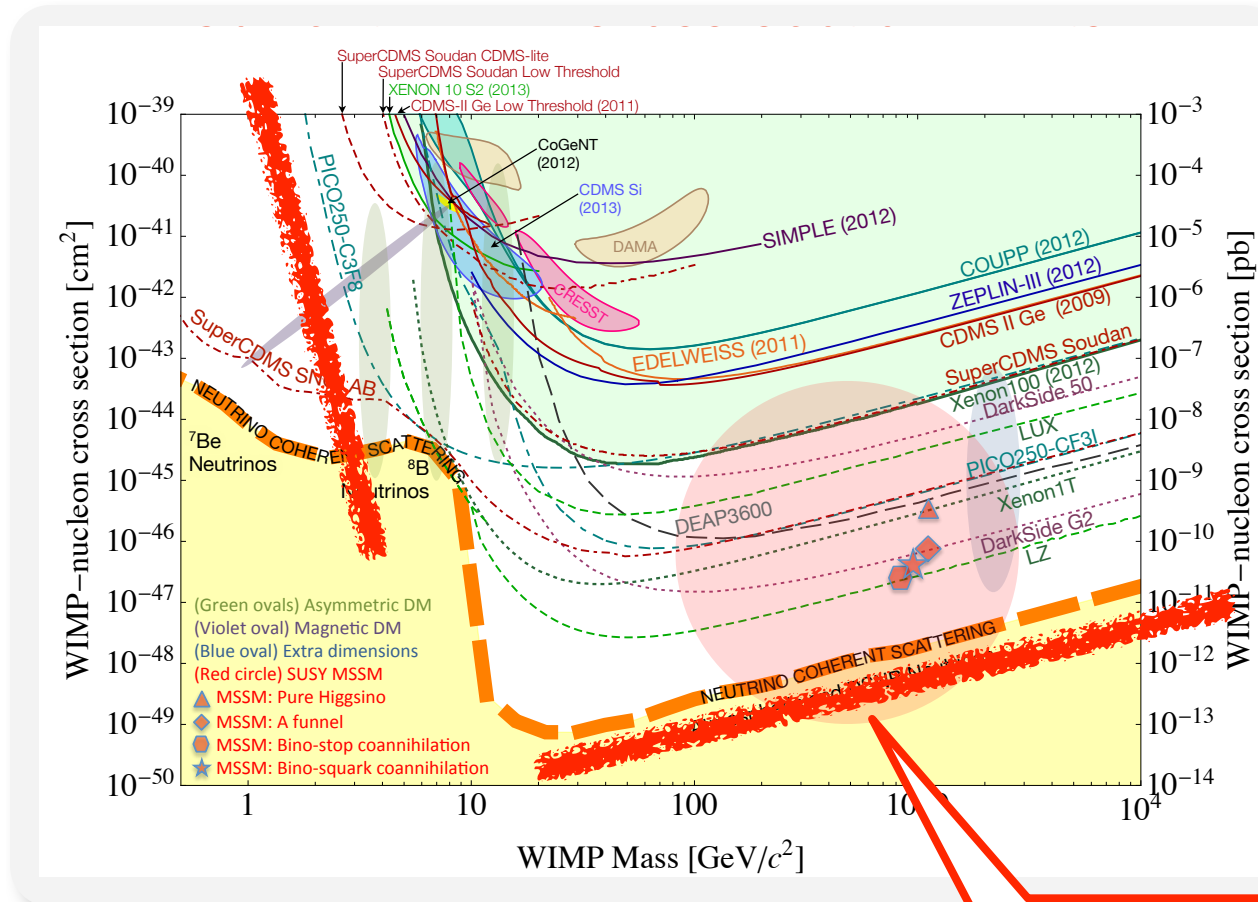 SuperCDMS Soudan CDMS-lite
SuperCDMS Soudan Low Threshold
XENON 10 S2 (2013)
CDMS-II Ge Low Threshold (2011)
10−39
10−40
10−41
10−42
10−43
10−44
10−45
10−46
10−47
10−48
10−49
10−50
WIMP−nucleon cross section [cm2]
10−3
10−4
10−5
10−6
10−7
10−8
10−9
10−10
10−11
10−12
10−13
10−14
WIMP−nucleon cross section [pb]
CoGeNT
(2012)
CDMS Si
(2013)
PICO250-C3F8
DAMA
SIMPLE (2012)
COUPP (2012)
CRESST
ZEPLIN-III (2012)
CDMS II Ge (2009)
EDELWEISS (2011)
SuperCDMS Soudan
SuperCDMS SNOLAB
Xenon100 (2012)
DarkSide 50
LUX
PICO250-CF3I
Xenon1T
DEAP3600
DarkSide G2
LZ
NEUTRINO COHERENT SCATTERING
7Be
Neutrinos
8B
Neutrinos
NEUTRINO COHERENT SCATTERING
(Green ovals) Asymmetric DM
(Violet oval) Magnetic DM
(Blue oval) Extra dimensions
(Red circle) SUSY MSSM
MSSM: Pure Higgsino
MSSM: A funnel
MSSM: Bino-stop coannihilation
MSSM: Bino-squark coannihilation
1
10
100
104
WIMP Mass [GeV/c2]